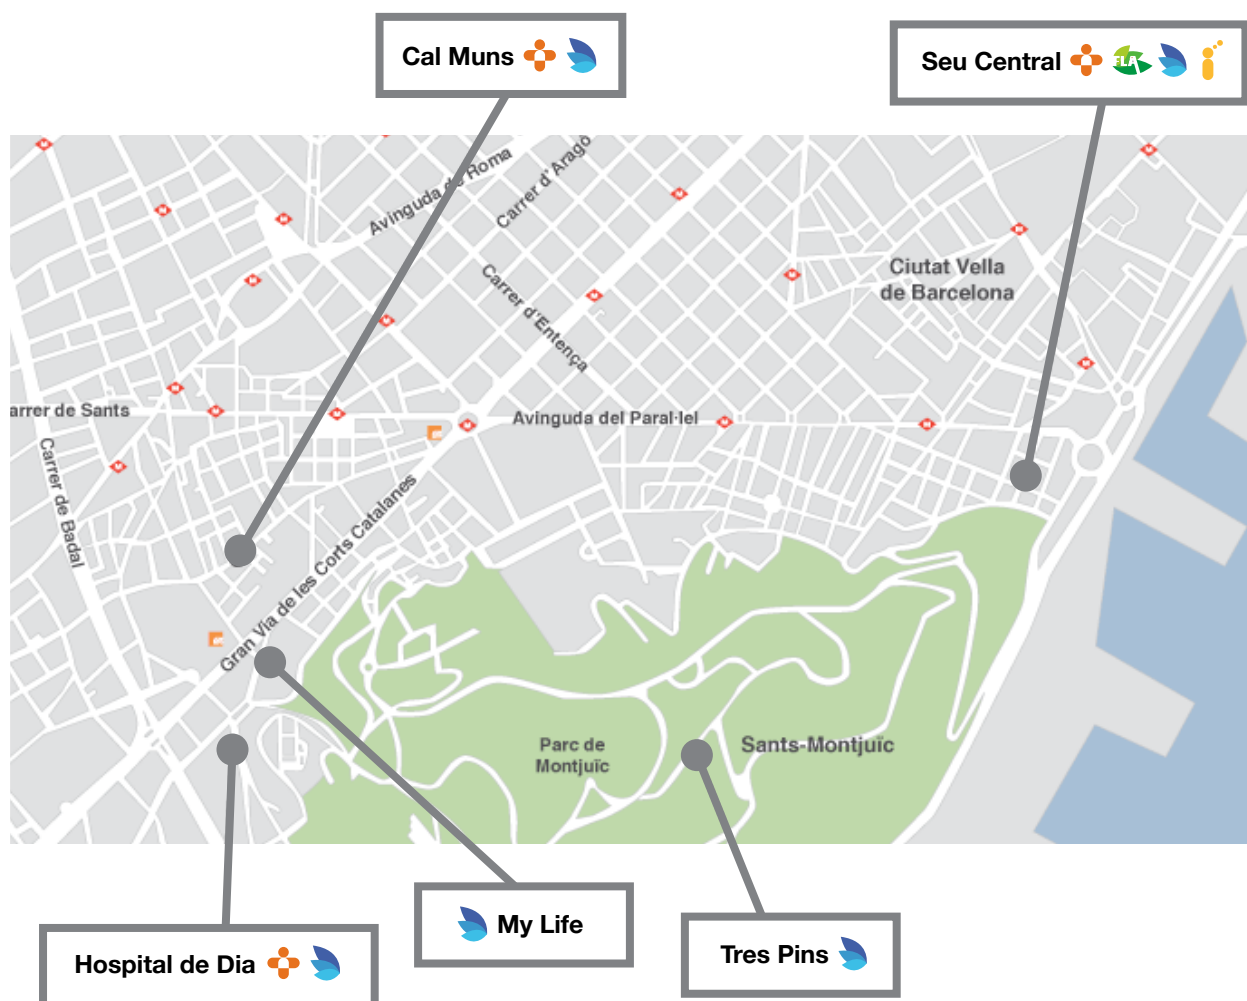 Cal Muns
Seu Central
FLA
Avinguda de Roma
Carrer d'Aragó
Carrer d'Entença
Ciutat Vella
de Barcelona
arrer de Sants
Avinguda del Paral·lel
Carrer de Badal
Gran Via de les Corts Catalanes
Parc de
Montjuïc
Sants-Montjuïc
My Life
Tres Pins
Hospital de Dia